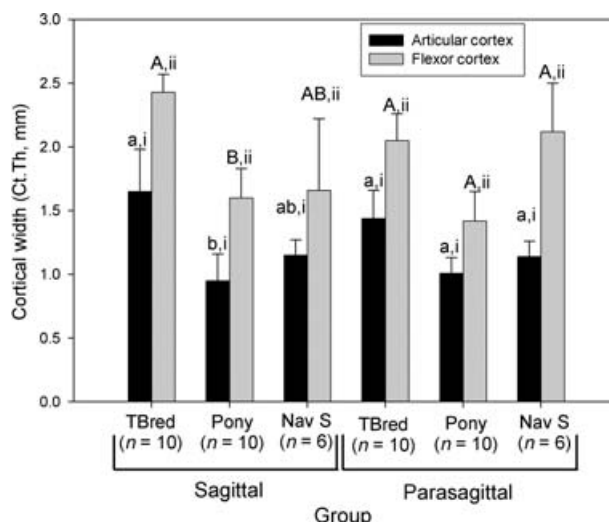 Cortical width (Ct.Th, mm)
3.0
2.5
2.0
1.5
1.0
0.5
0.0
Articular cortex
Flexor cortex
a,i
A,ii
b,i
B,ii
ab,i
AB,ii
a,i
A,ii
a,i
A,ii
a,i
A,ii
TBred Pony Nav S TBred Pony Nav S
(n = 10) (n = 10) (n = 6) (n = 10) (n = 10) (n = 6)
Sagittal Parasagittal
Group